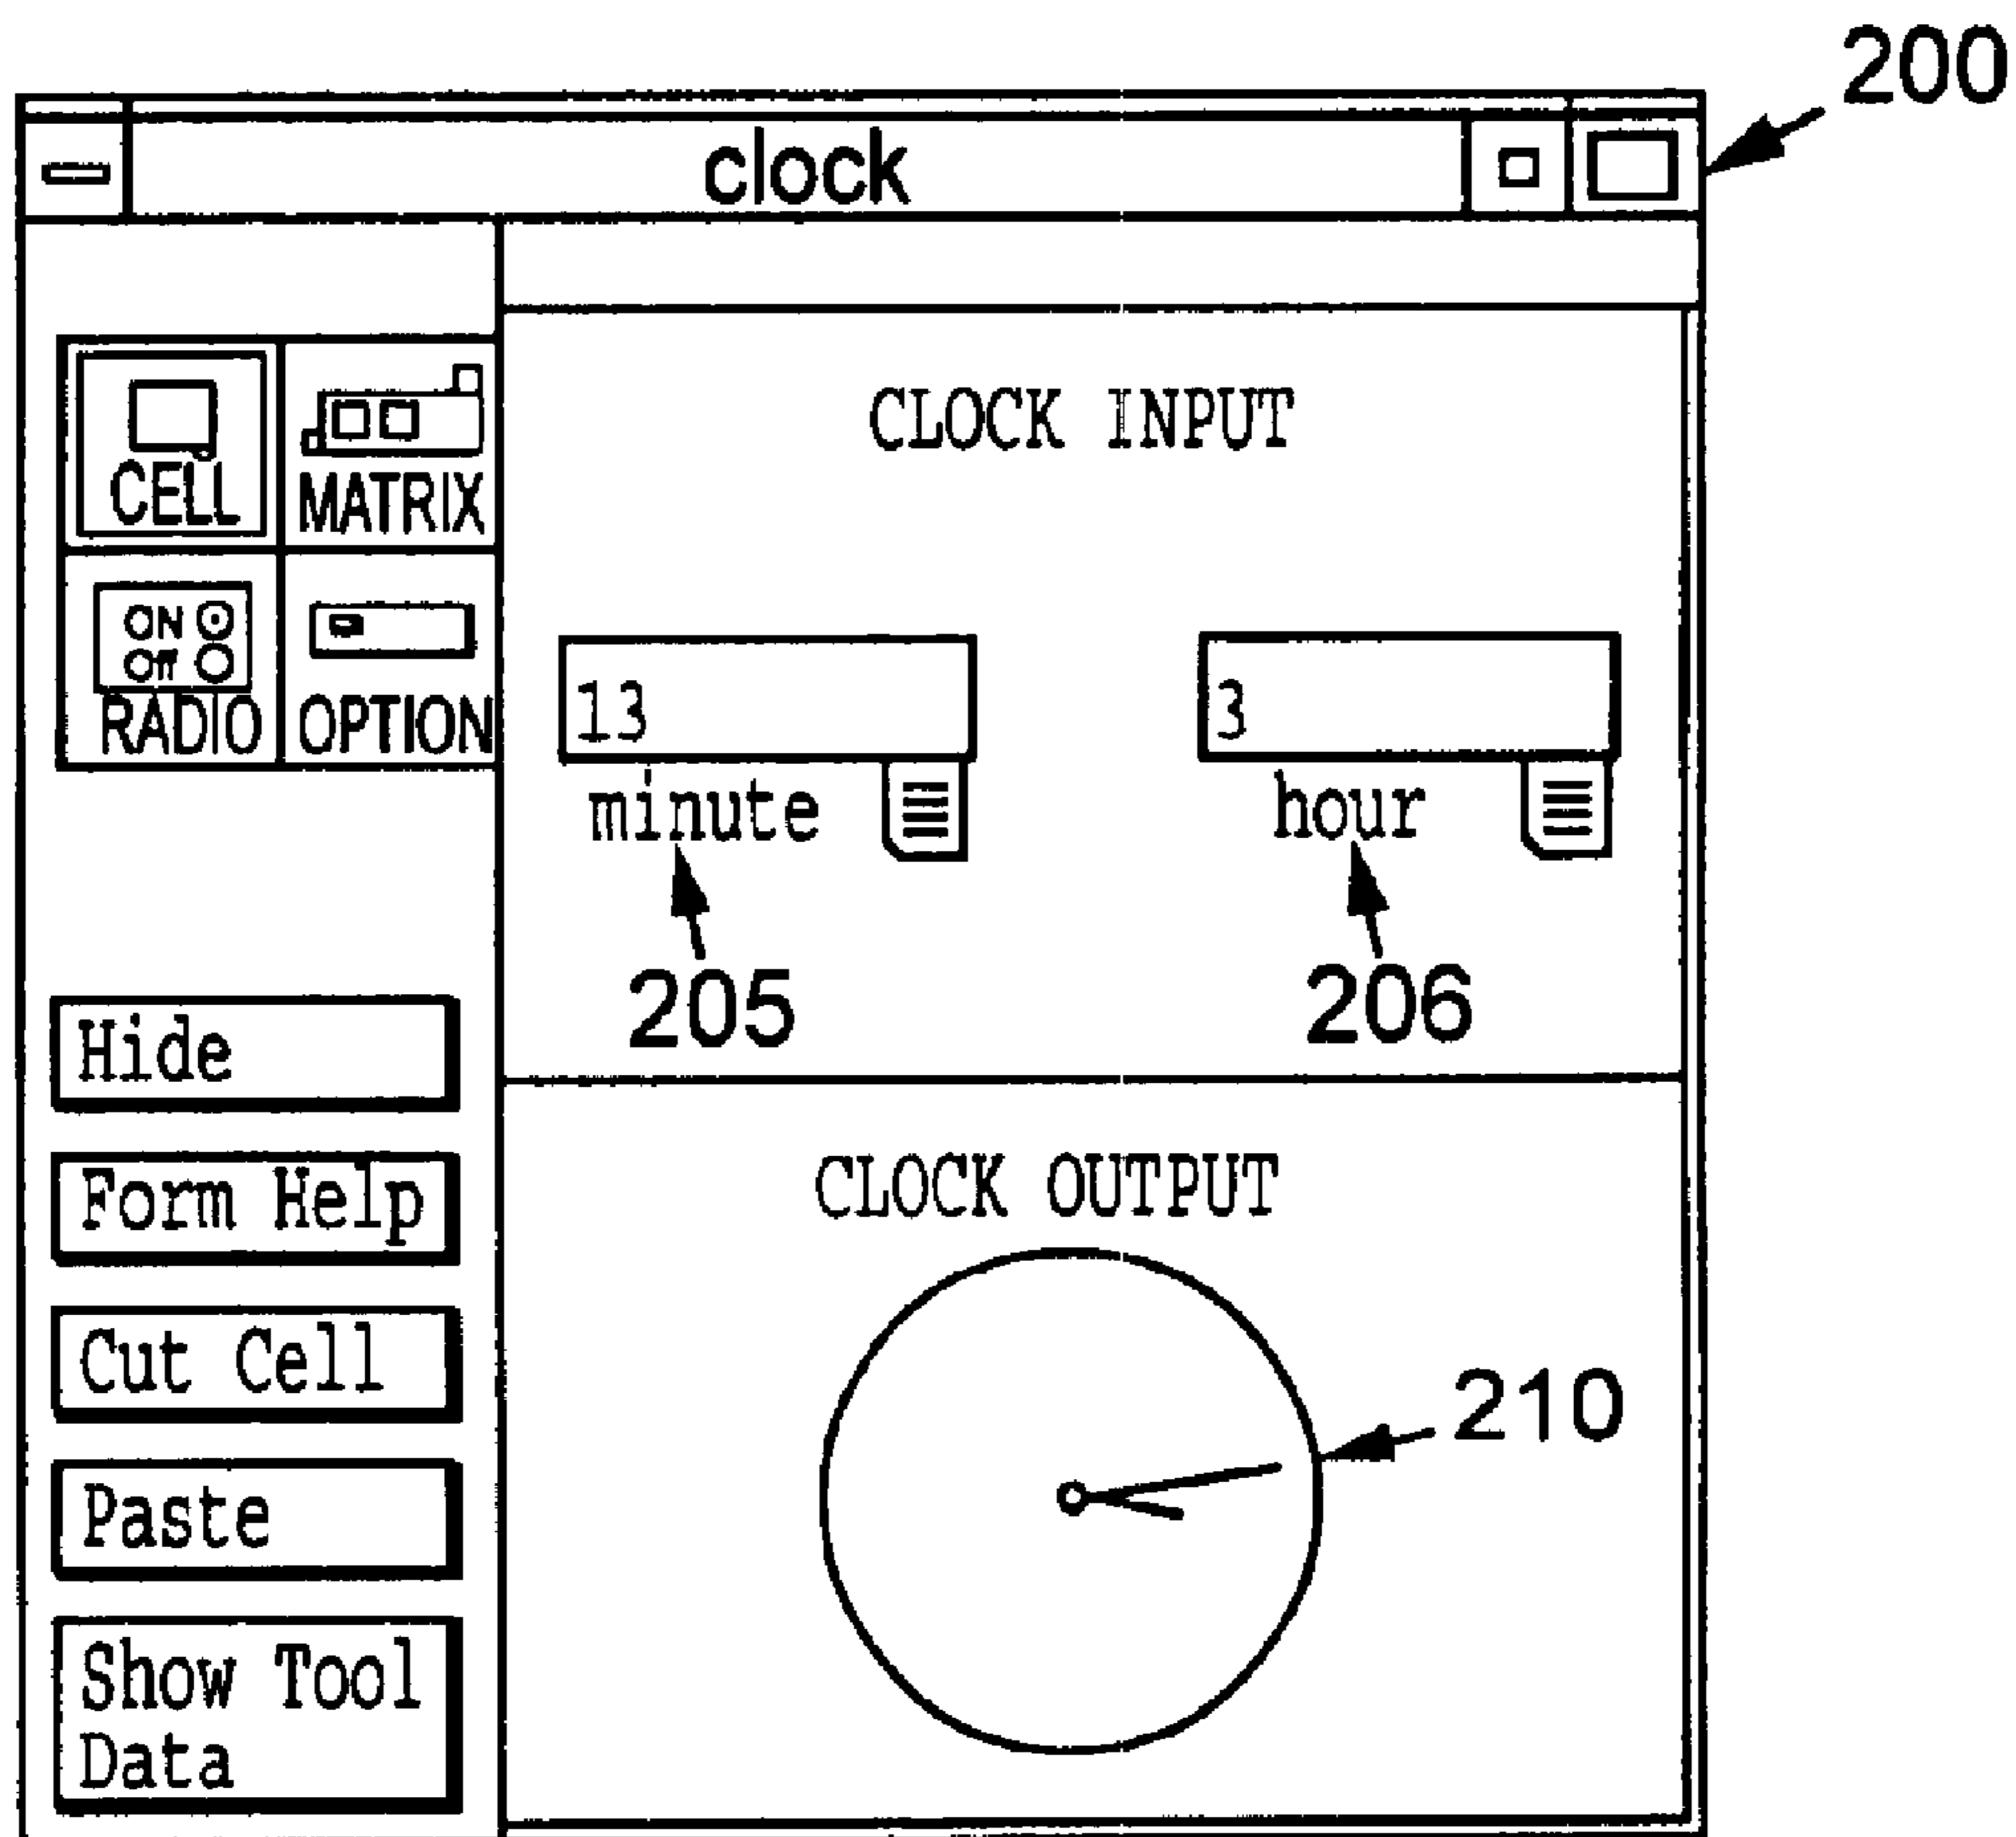 200
clock
CELL
MATRIX
ON
Off
RADIO
OPTION
CLOCK INPUT
13
3
minute
hour
205
206
Hide
Form Help
Cut Cell
Paste
Show Tool
Data
CLOCK OUTPUT
210